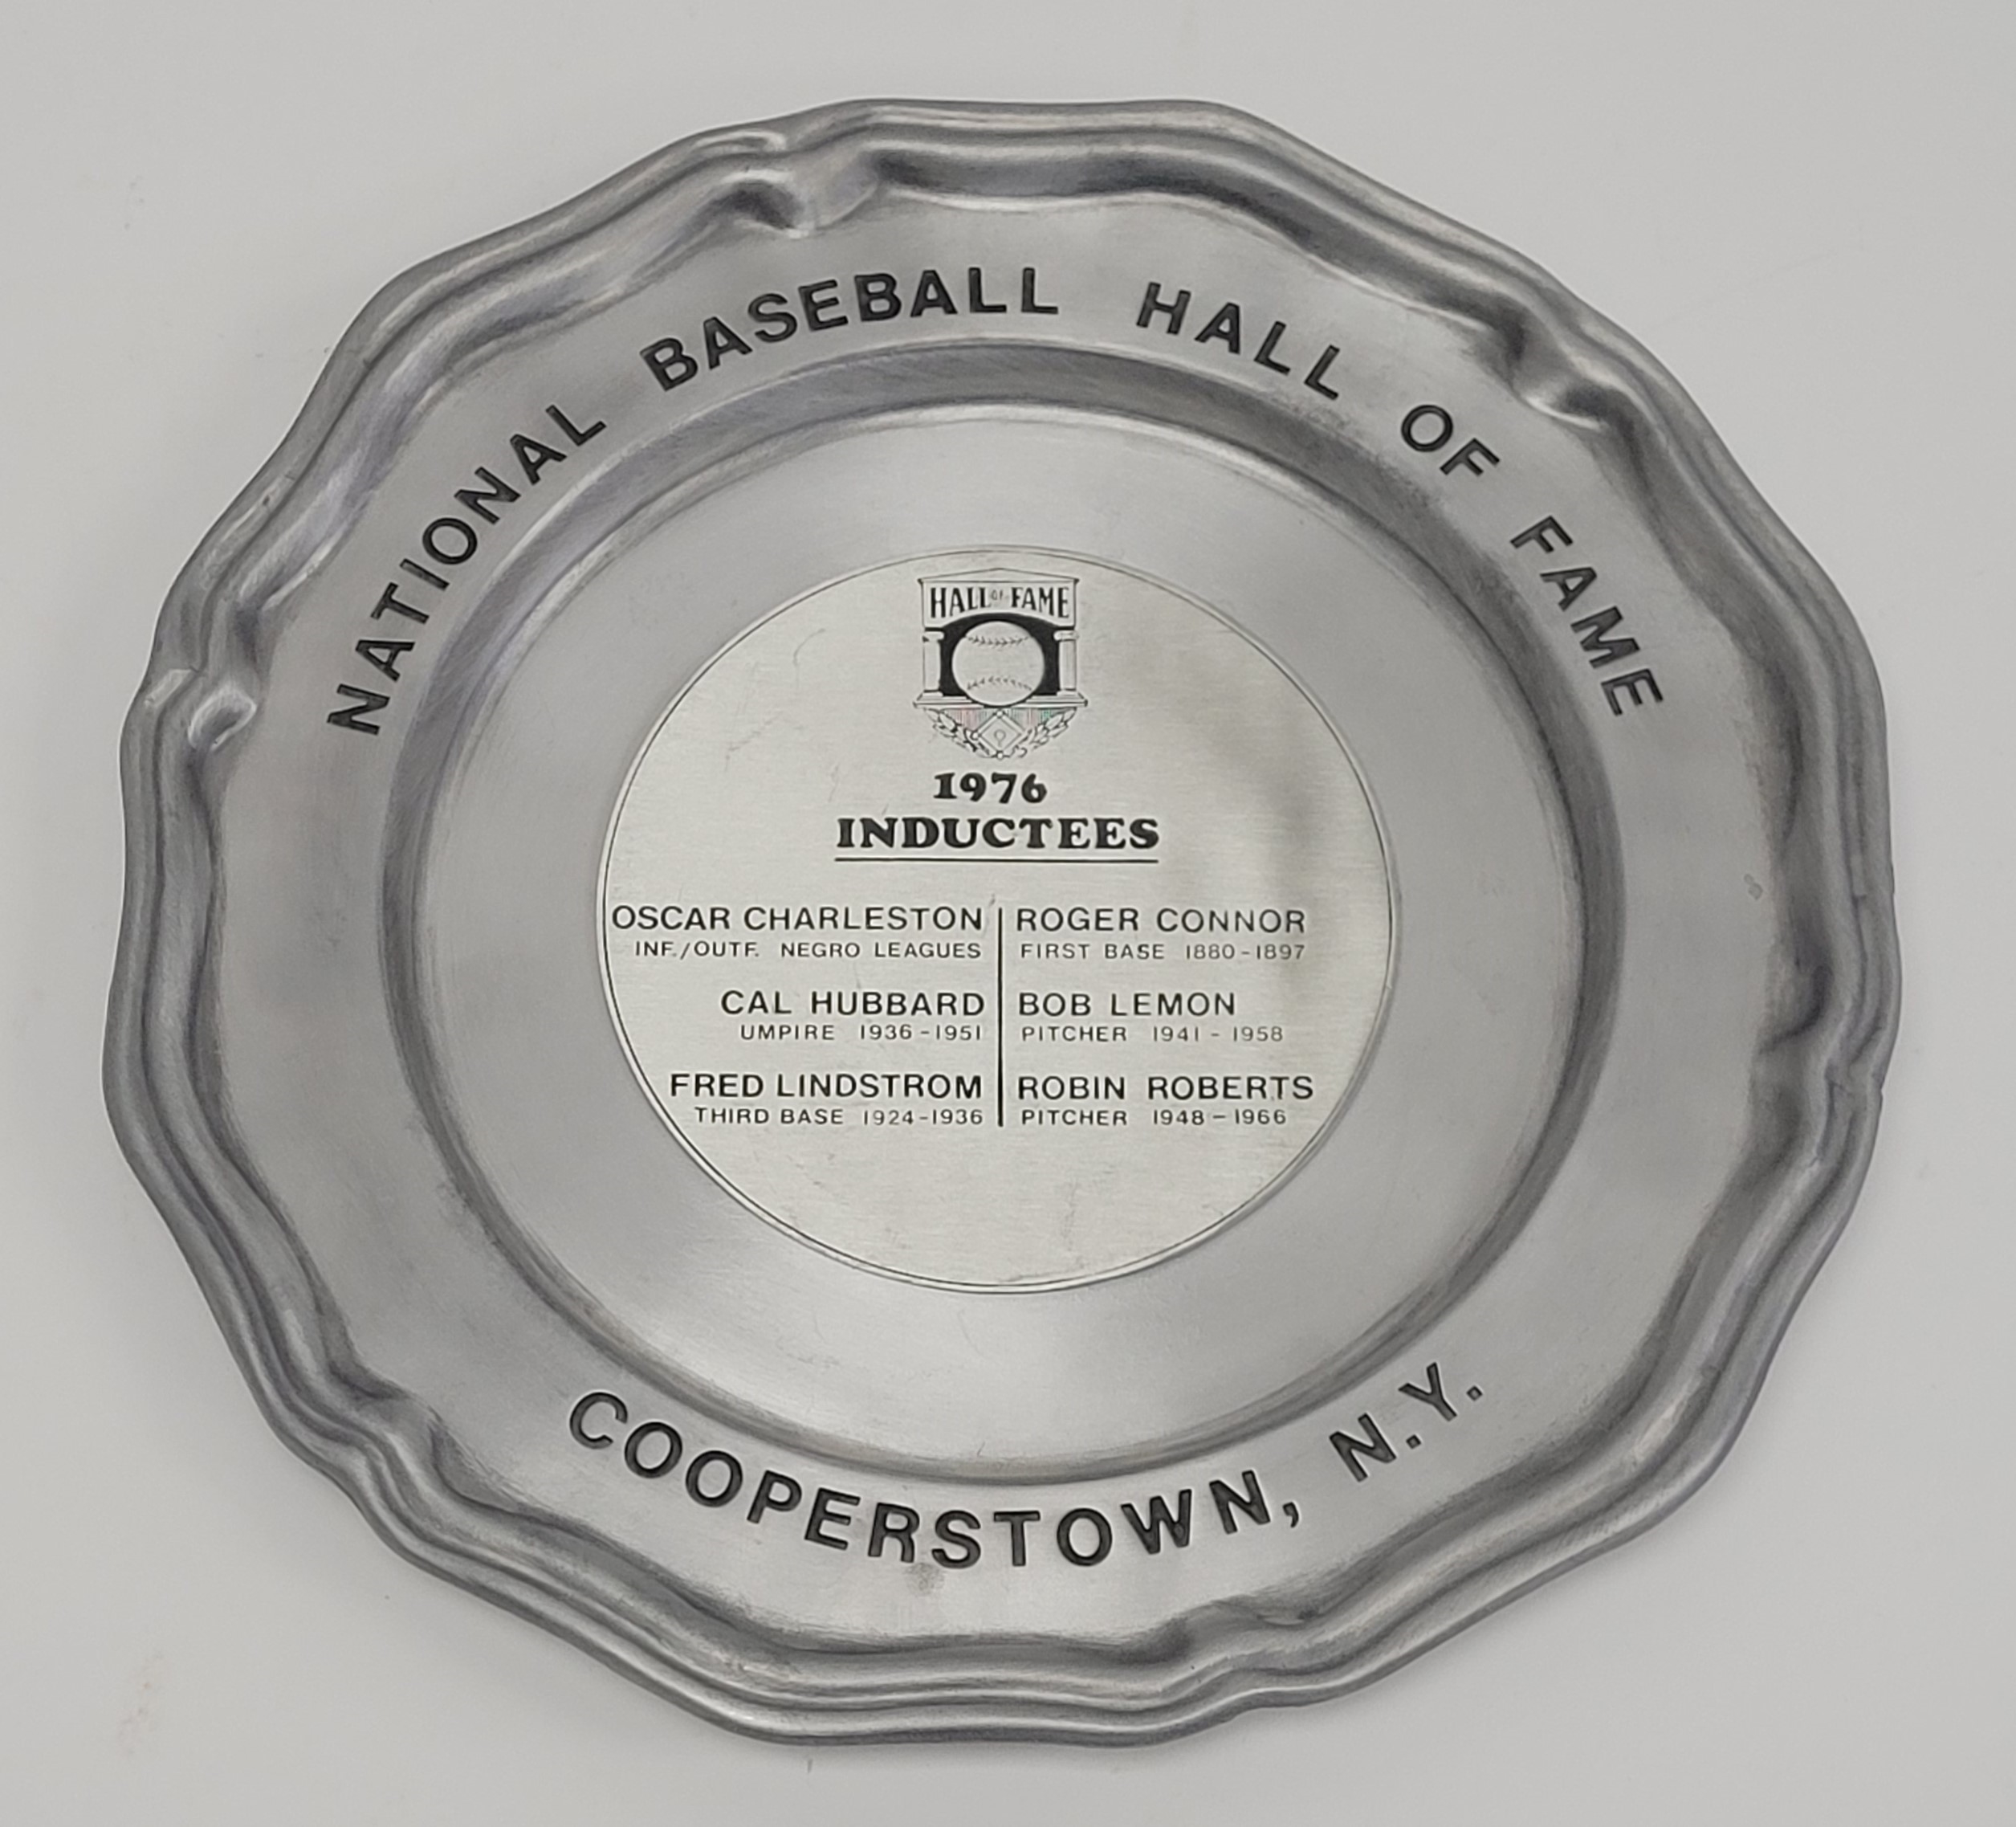 NATIONAL BASEBALL HALL OF FAME
HALL OF FAME
1976
INDUCTEES
OSCAR CHARLESTON
INF./OUTF. NEGRO LEAGUES
CAL HUBBARD
UMPIRE 1936-1951
FRED LINDSTROM
THIRD BASE 1924-1936
ROGER CONNOR
FIRST BASE 1880-1897
BOB LEMON
PITCHER 1941 - 1958
ROBIN ROBERTS
PITCHER 1948 - 1966
COOPERSTOWN, N.Y.